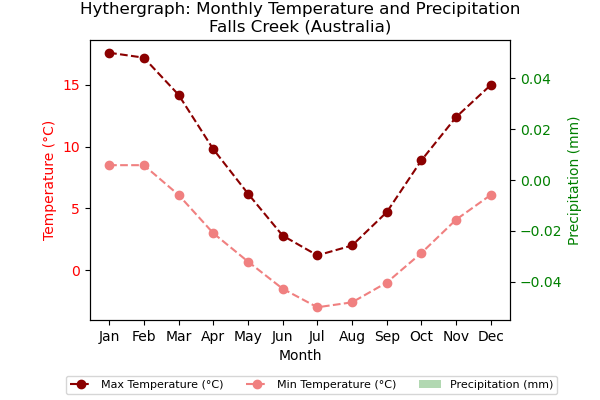 Hythergraph: Monthly Temperature and Precipitation
Falls Creek (Australia)
15
10
5
0
Temperature (°C)
0.04
0.02
0.00
−0.02
−0.04
Precipitation (mm)
Jan Feb Mar Apr May Jun Jul Aug Sep Oct Nov Dec
Month
Max Temperature (°C) Min Temperature (°C) Precipitation (mm)